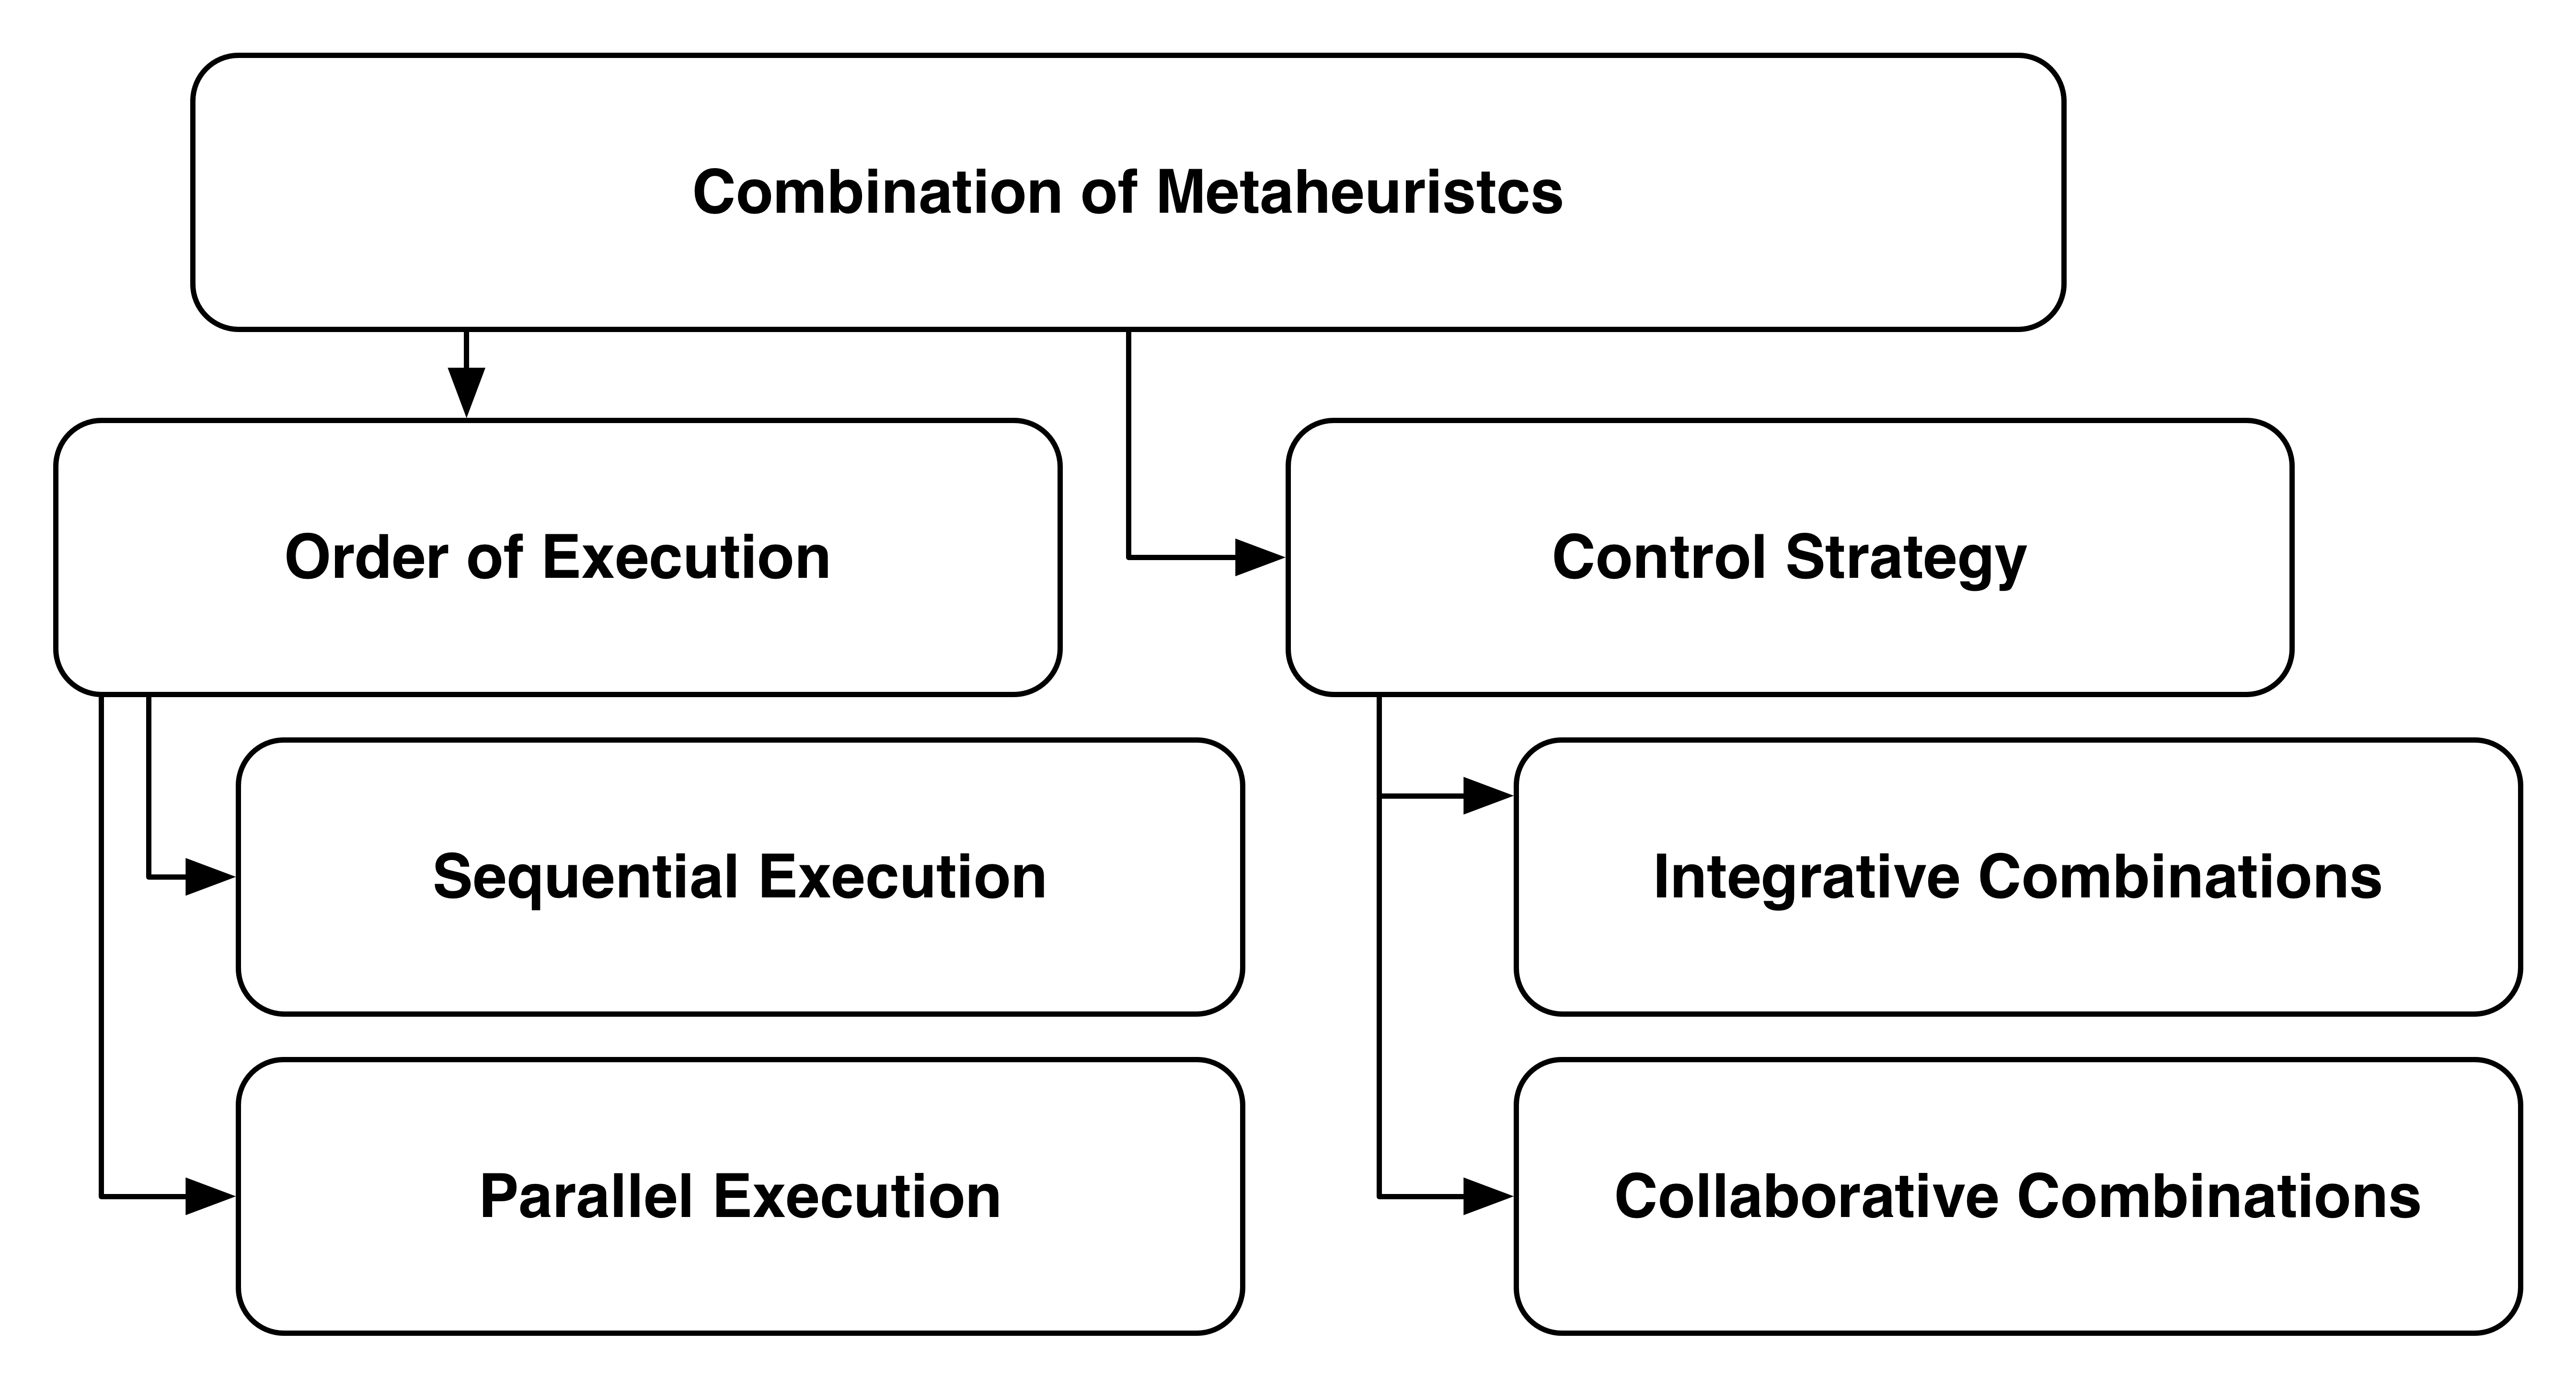 Combination of Metaheuristcs
Order of Execution
Control Strategy
Sequential Execution
Integrative Combinations
Parallel Execution
Collaborative Combinations